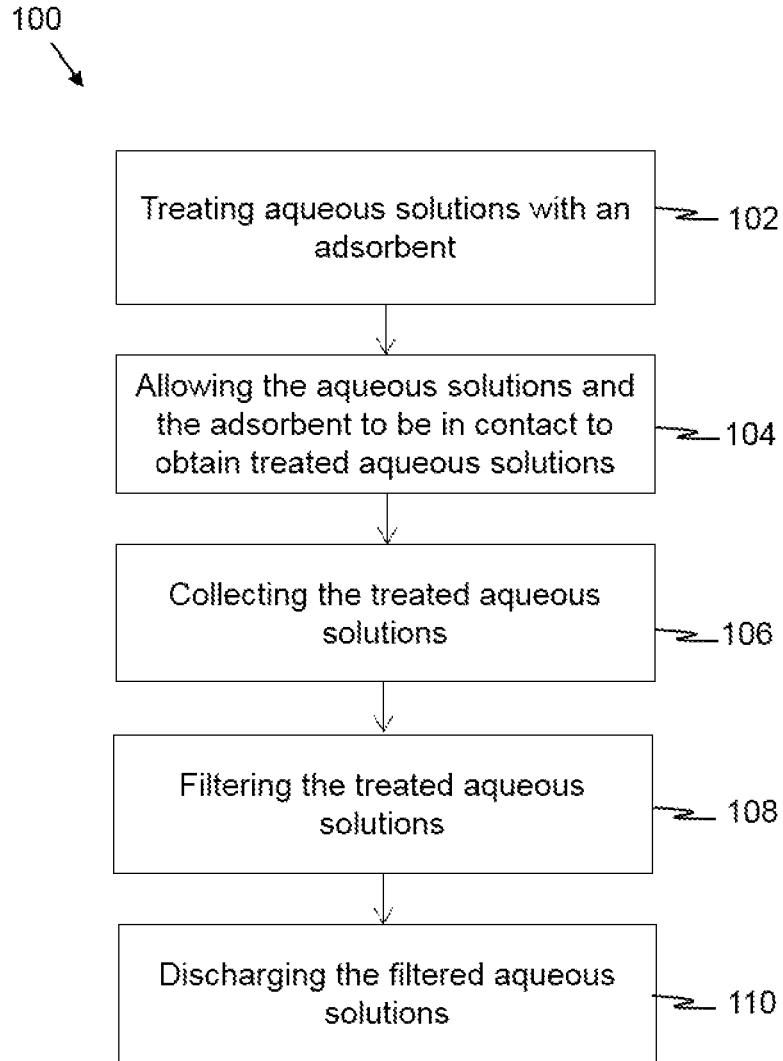 100
Treating aqueous solutions with an
adsorbent
102
Allowing the aqueous solutions and
the adsorbent to be in contact to
obtain treated aqueous solutions
104
Collecting the treated aqueous
solutions
106
Filtering the treated aqueous
solutions
108
Discharging the filtered aqueous
solutions
110